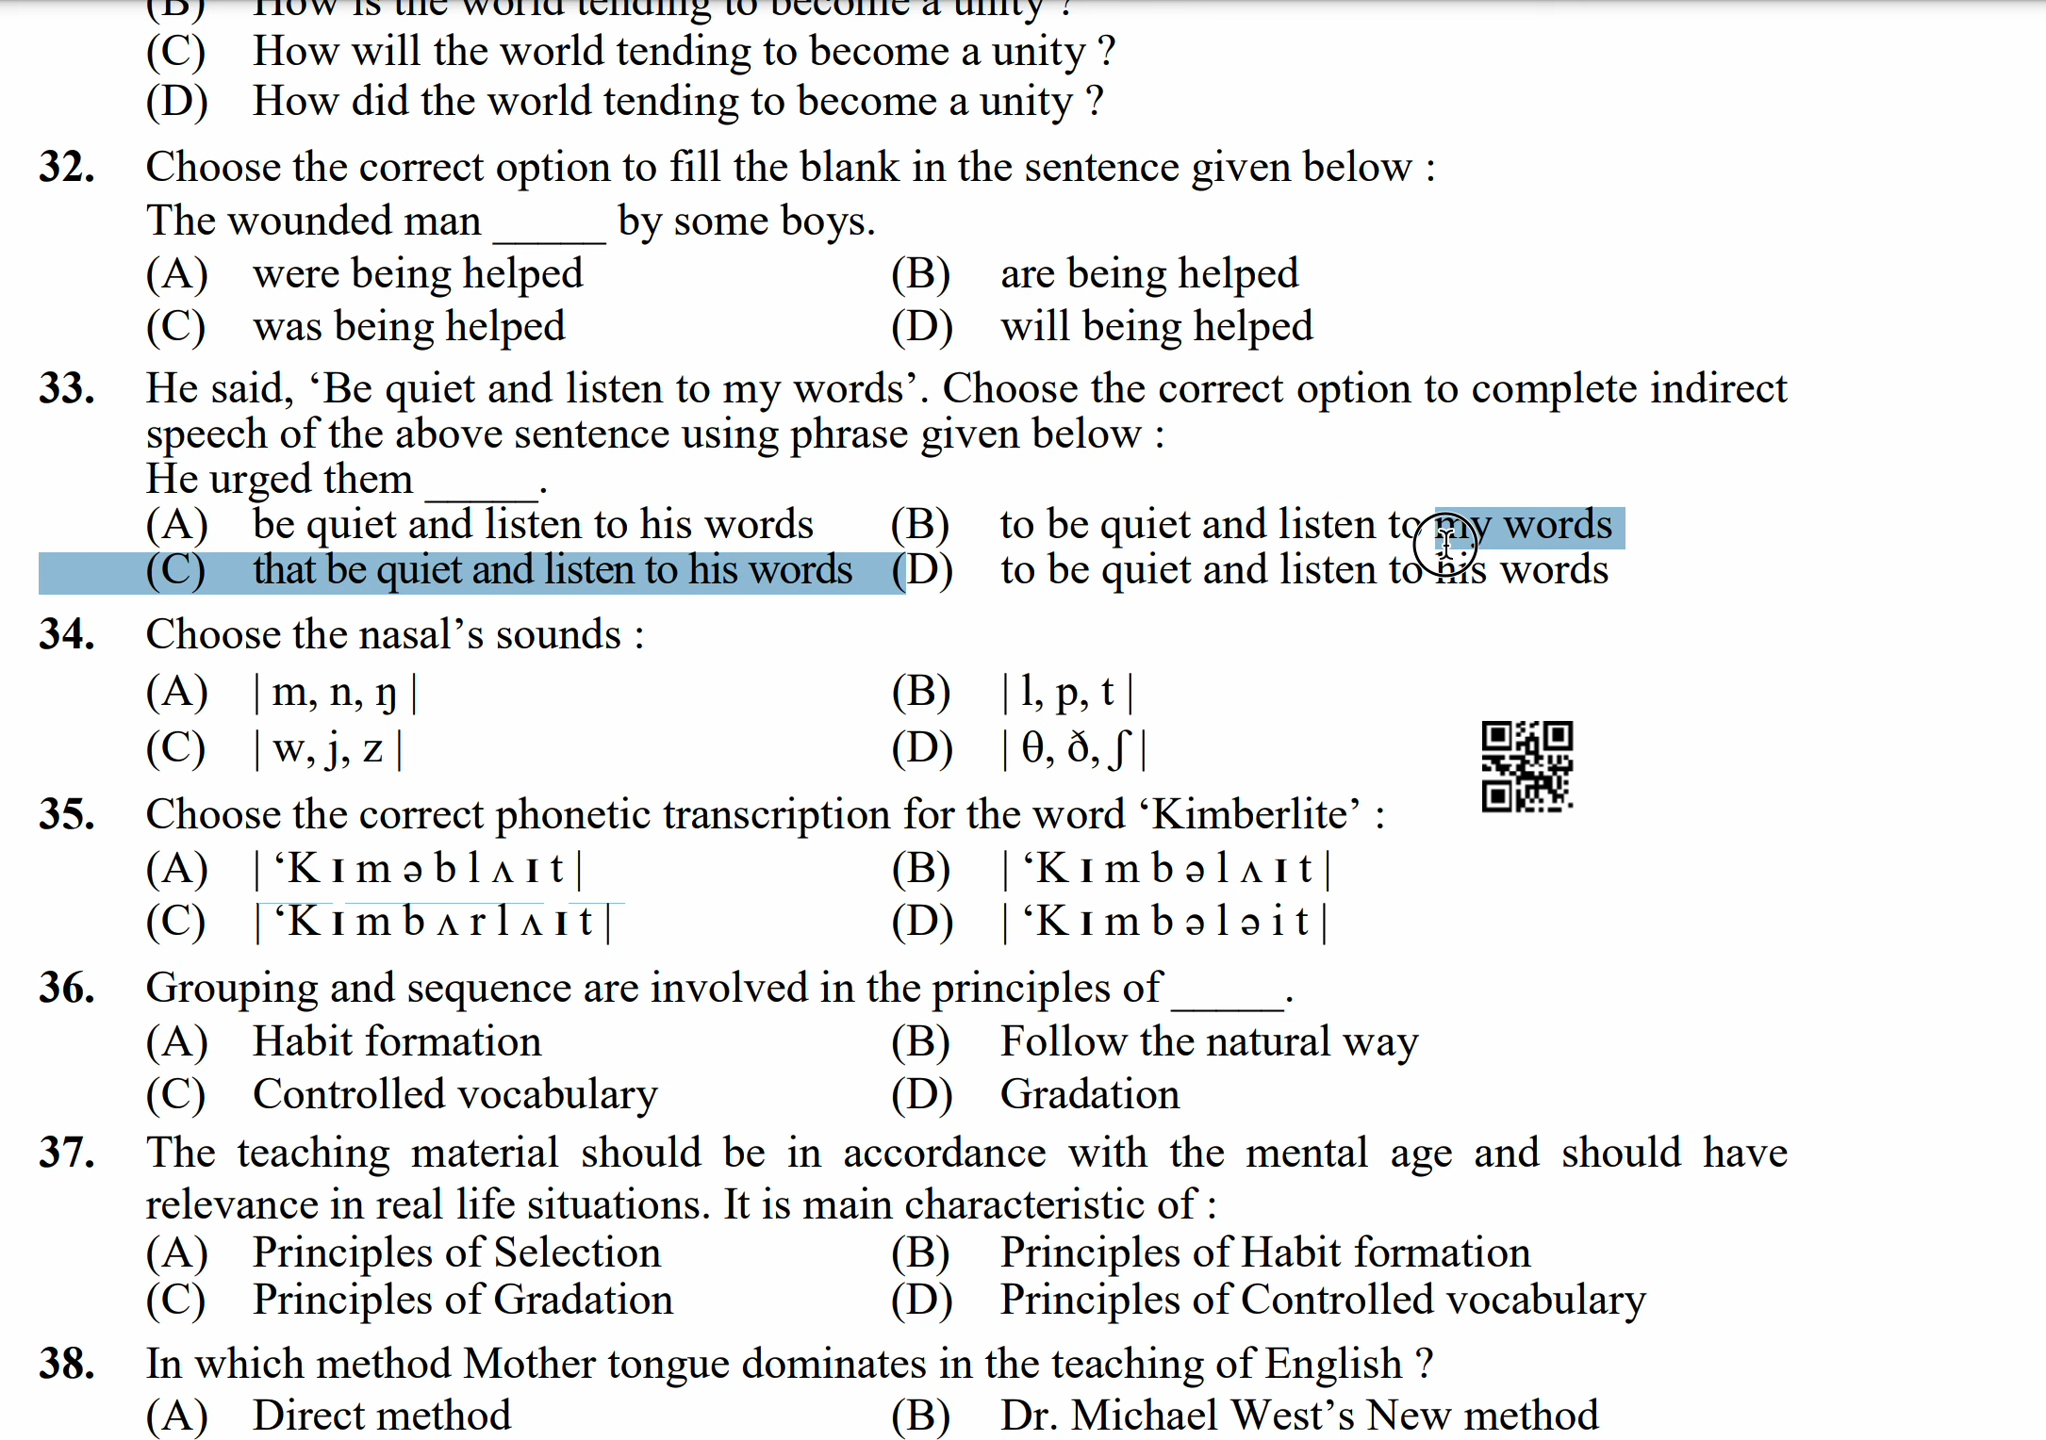 (B) How is the world tending to become a unity ?
(C) How will the world tending to become a unity ?
(D) How did the world tending to become a unity ?
32. Choose the correct option to fill the blank in the sentence given below :
The wounded man _____ by some boys.
(A) were being helped (B) are being helped
(C) was being helped (D) will being helped
33. He said, ‘Be quiet and listen to my words’. Choose the correct option to complete indirect
speech of the above sentence using phrase given below :
He urged them _____.
(A) be quiet and listen to his words (B) to be quiet and listen to my words
(C) that be quiet and listen to his words (D) to be quiet and listen to his words
34. Choose the nasal’s sounds :
(A) | m, n, ŋ | (B) | l, p, t |
(C) | w, j, z | (D) | θ, ð, ʃ |
35. Choose the correct phonetic transcription for the word ‘Kimberlite’ :
(A) | ‘K ɪ m ə b l ʌ ɪ t | (B) | ‘K ɪ m b ə l ʌ ɪ t |
(C) | ‘K ɪ m b ʌ r l ʌ ɪ t | (D) | ‘K ɪ m b ə l ə i t |
36. Grouping and sequence are involved in the principles of _____.
(A) Habit formation (B) Follow the natural way
(C) Controlled vocabulary (D) Gradation
37. The teaching material should be in accordance with the mental age and should have
relevance in real life situations. It is main characteristic of :
(A) Principles of Selection (B) Principles of Habit formation
(C) Principles of Gradation (D) Principles of Controlled vocabulary
38. In which method Mother tongue dominates in the teaching of English ?
(A) Direct method (B) Dr. Michael West’s New method